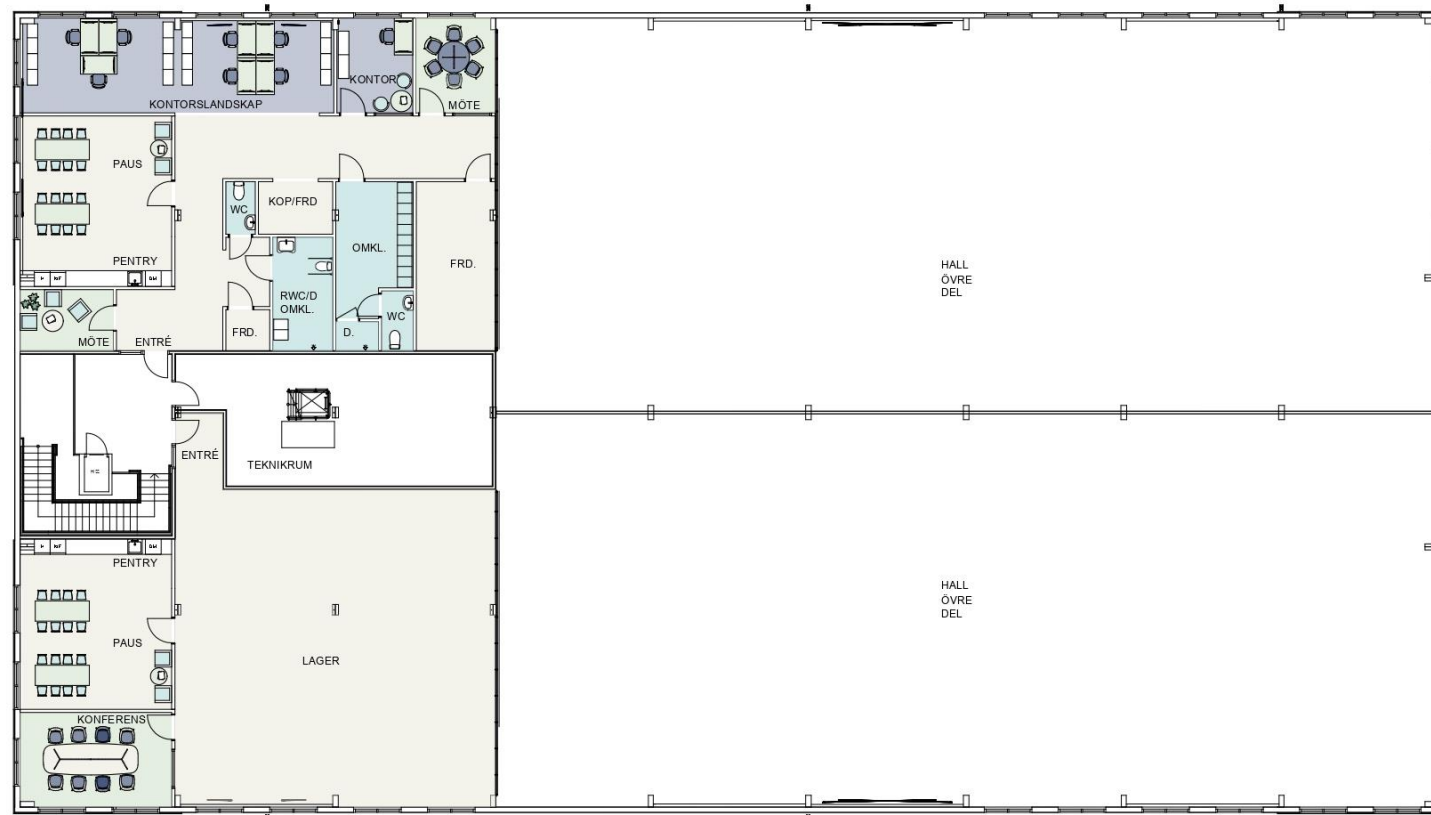 KONTOR
KONTORSLANDSKAP
MÖTE
PAUS
WC
KOP/FRD
OMKL.
PENTRY
FRD.
HALL
ÖVRE
DEL
RWC/D
OMKL.
WC
FRD.
D.
MÖTE
ENTRÉ
ENTRÉ
TEKNIKRUM
PENTRY
HALL
ÖVRE
DEL
PAUS
LAGER
KONFERENS